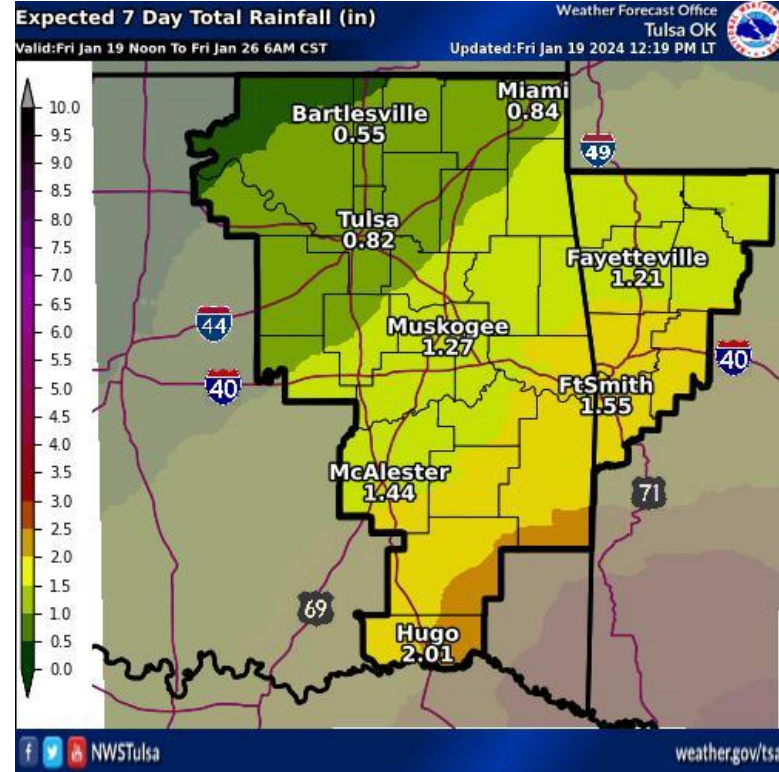 Expected 7 Day Total Rainfall (in)
Valid:Fri Jan 19 Noon To Fri Jan 26 6AM CST
Weather Forecast Office
Tulsa OK
Updated:Fri Jan 19 2024 12:19 PM LT
10.0
9.5
9.0
8.5
8.0
7.5
7.0
6.5
6.0
5.5
5.0
4.5
4.0
3.5
3.0
2.5
2.0
1.5
1.0
0.5
0.0
Miami
0.84
Bartlesville
0.55
49
Tulsa
0.82
Fayetteville
1.21
44
Muskogee
1.27
40
40
FtSmith
1.55
McAlester
1.44
71
69
Hugo
2.01
NWSTulsa
weather.gov/tsa